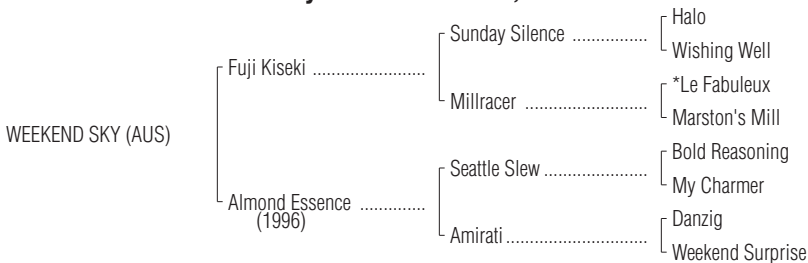 Halo
Sunday Silence ..................
Wishing Well
Fuji Kiseki ........................
*Le Fabuleux
Millracer ..........................
Marston's Mill
WEEKEND SKY (AUS)
Bold Reasoning
Seattle Slew ......................
My Charmer
Almond Essence ..............
(1996)
Danzig
Amirati ..............................
Weekend Surprise